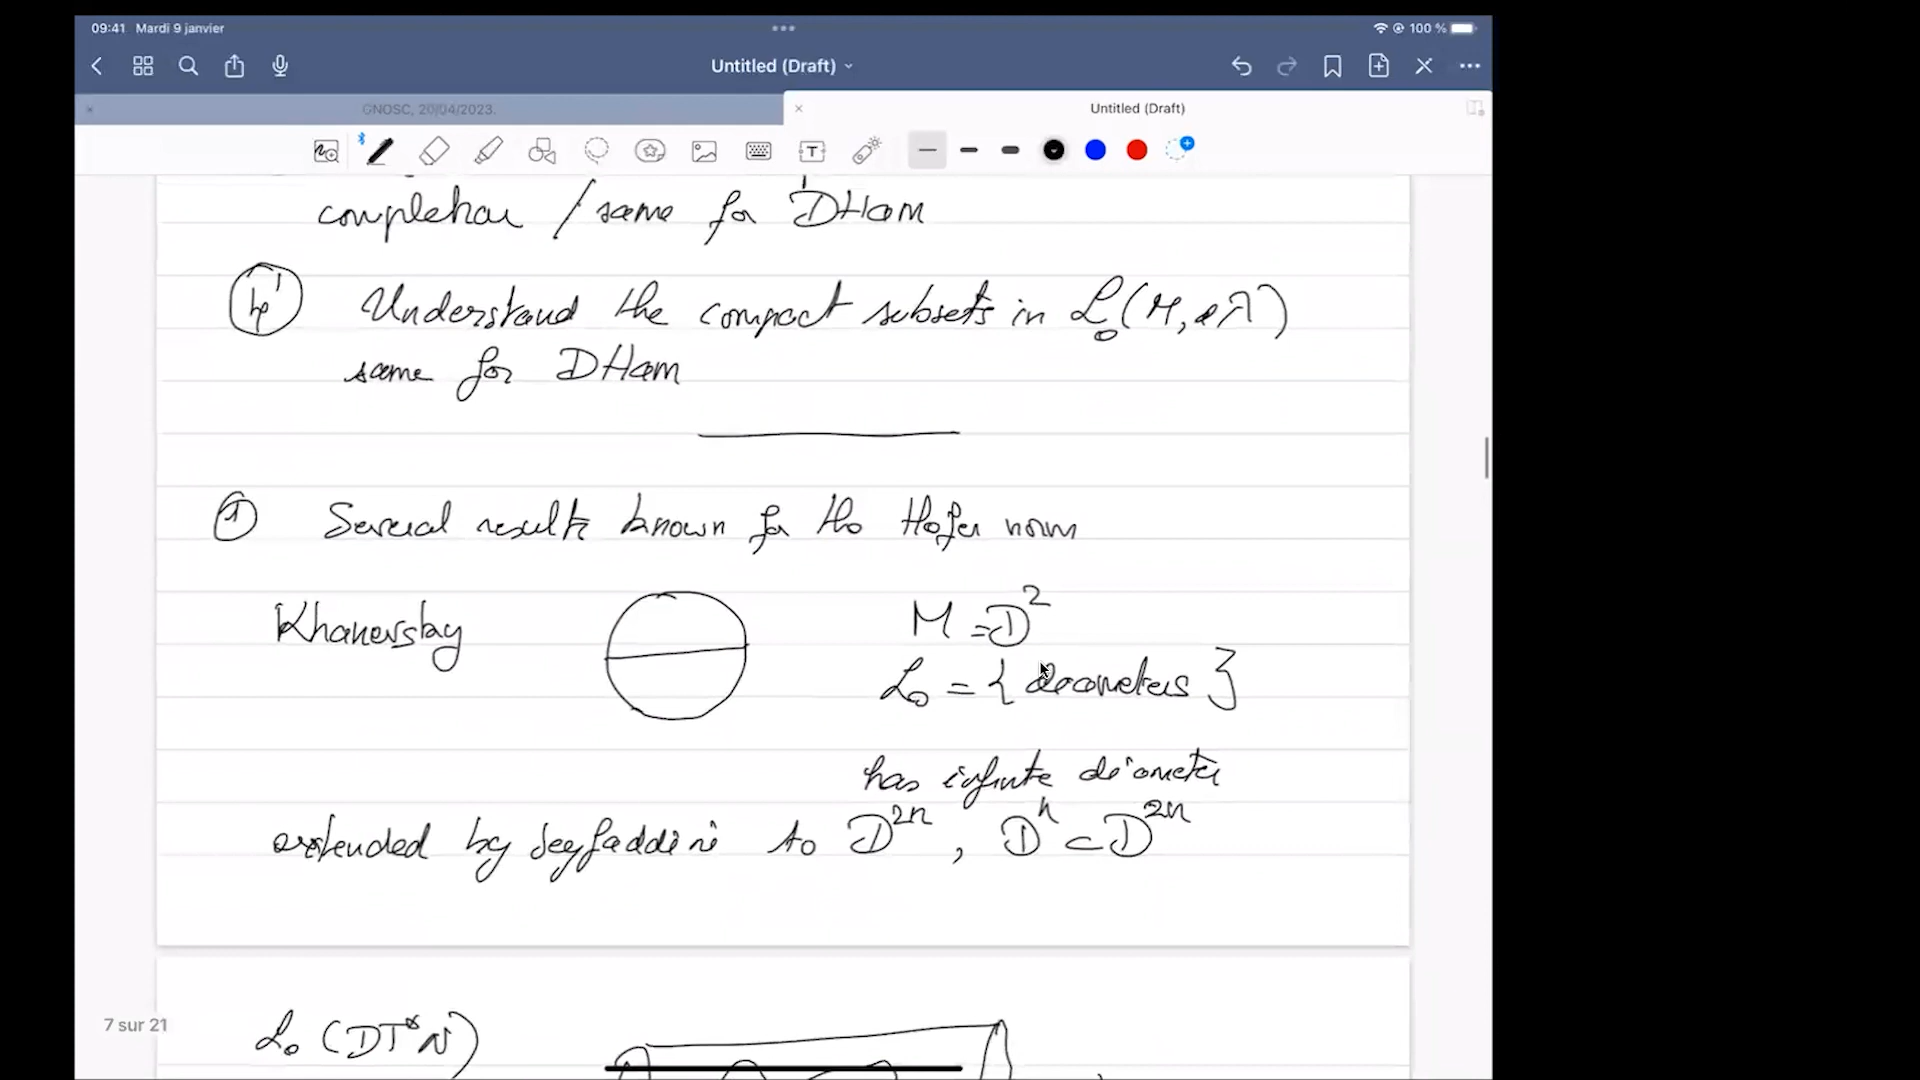 09:41 Mardi 9 janvier
100 %
Untitled (Draft)
GNOSC, 20/04/2023.
Untitled (Draft)
completion / same for DHam
Understand the compact subsets in 𝓛₀(M, dλ)
same for DHam
① Several results known for the Hofer norm
Khanevsky
M = D²
𝓛₀ = { diameters }
has infinite diameter
extended by Seyfaddini to D²ⁿ, Dⁿ ⊂ D²ⁿ
7 sur 21
𝓛₀ (DT*N)